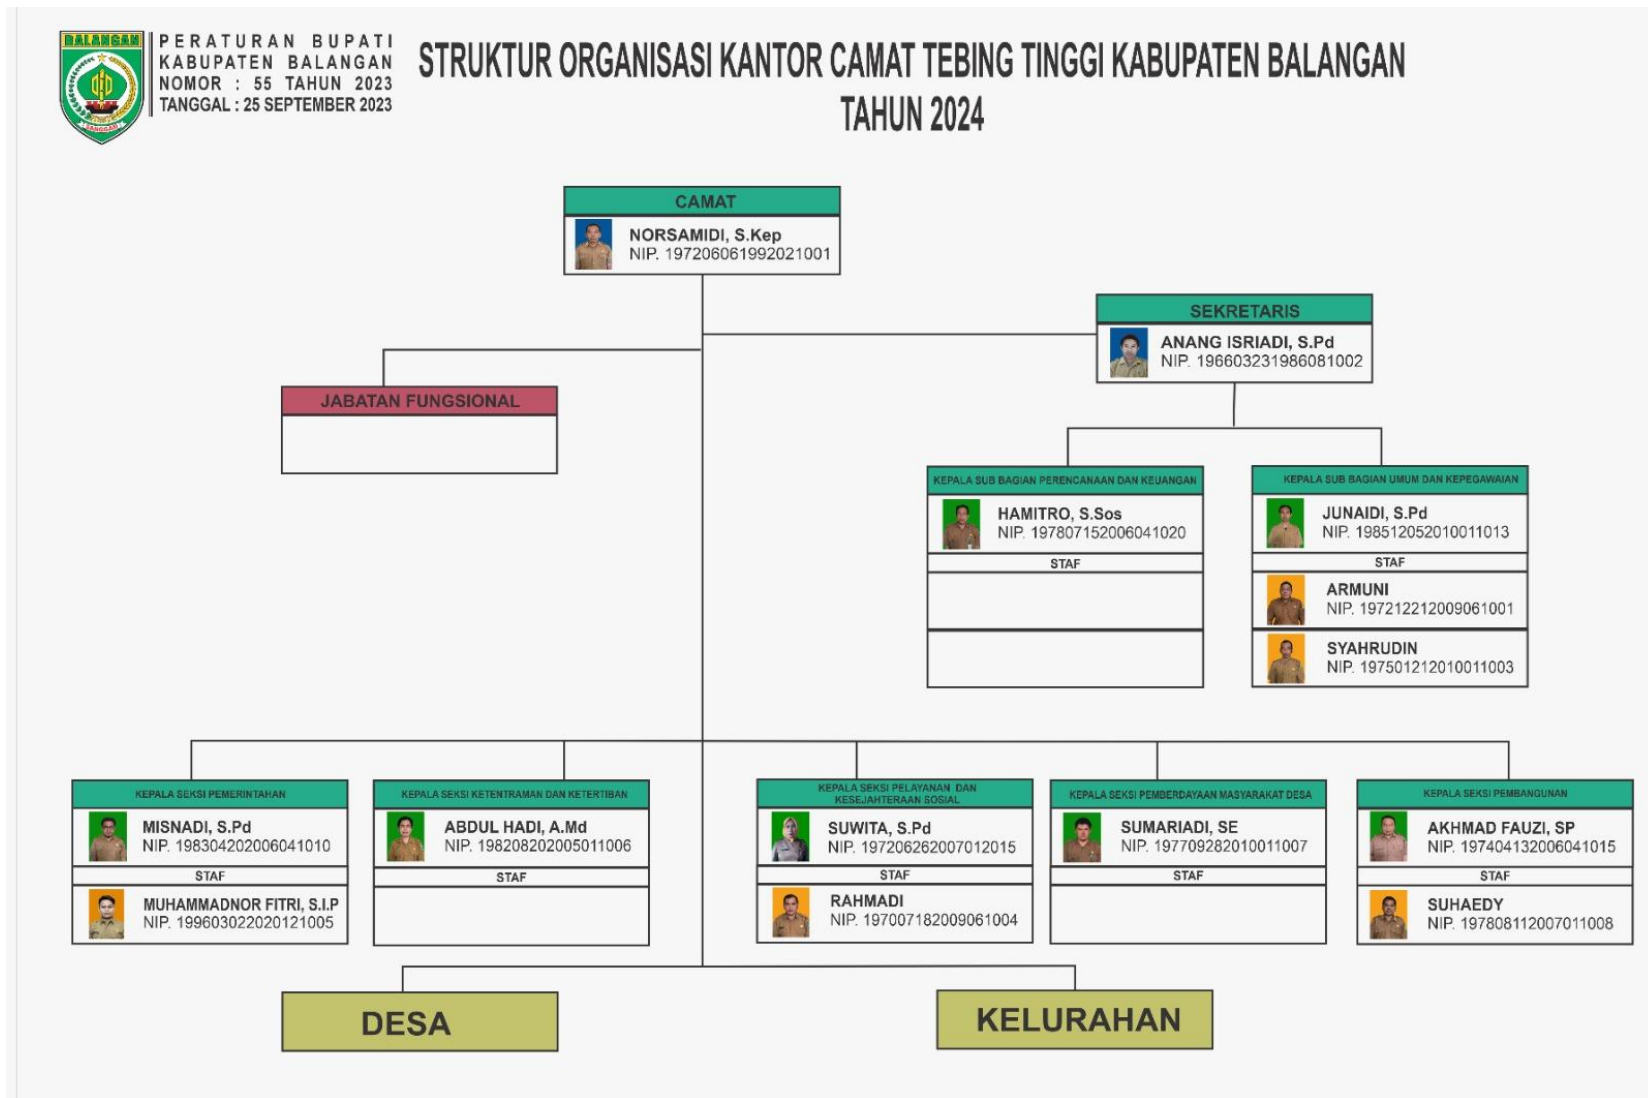 BALANGAN
SANGGAM
PERATURAN BUPATI
KABUPATEN BALANGAN
NOMOR : 55 TAHUN 2023
TANGGAL : 25 SEPTEMBER 2023
STRUKTUR ORGANISASI KANTOR CAMAT TEBING TINGGI KABUPATEN BALANGAN
TAHUN 2024
CAMAT
NORSAMIDI, S.Kep
NIP. 197206061992021001
SEKRETARIS
ANANG ISRIADI, S.Pd
NIP. 196603231986081002
JABATAN FUNGSIONAL
KEPALA SUB BAGIAN PERENCANAAN DAN KEUANGAN
HAMITRO, S.Sos
NIP. 197807152006041020
STAF
KEPALA SUB BAGIAN UMUM DAN KEPEGAWAIAN
JUNAIDI, S.Pd
NIP. 198512052010011013
STAF
ARMUNI
NIP. 197212212009061001
SYAHRUDIN
NIP. 197501212010011003
KEPALA SEKSI PEMERINTAHAN
MISNADI, S.Pd
NIP. 198304202006041010
STAF
MUHAMMADNOR FITRI, S.I.P
NIP. 199603022020121005
KEPALA SEKSI KETENTRAMAN DAN KETERTIBAN
ABDUL HADI, A.Md
NIP. 198208202005011006
STAF
KEPALA SEKSI PELAYANAN DAN
KESEJAHTERAAN SOSIAL
SUWITA, S.Pd
NIP. 197206262007012015
STAF
RAHMADI
NIP. 197007182009061004
KEPALA SEKSI PEMBERDAYAAN MASYARAKAT DESA
SUMARIADI, SE
NIP. 197709282010011007
STAF
KEPALA SEKSI PEMBANGUNAN
AKHMAD FAUZI, SP
NIP. 197404132006041015
STAF
SUHAEDY
NIP. 197808112007011008
DESA
KELURAHAN